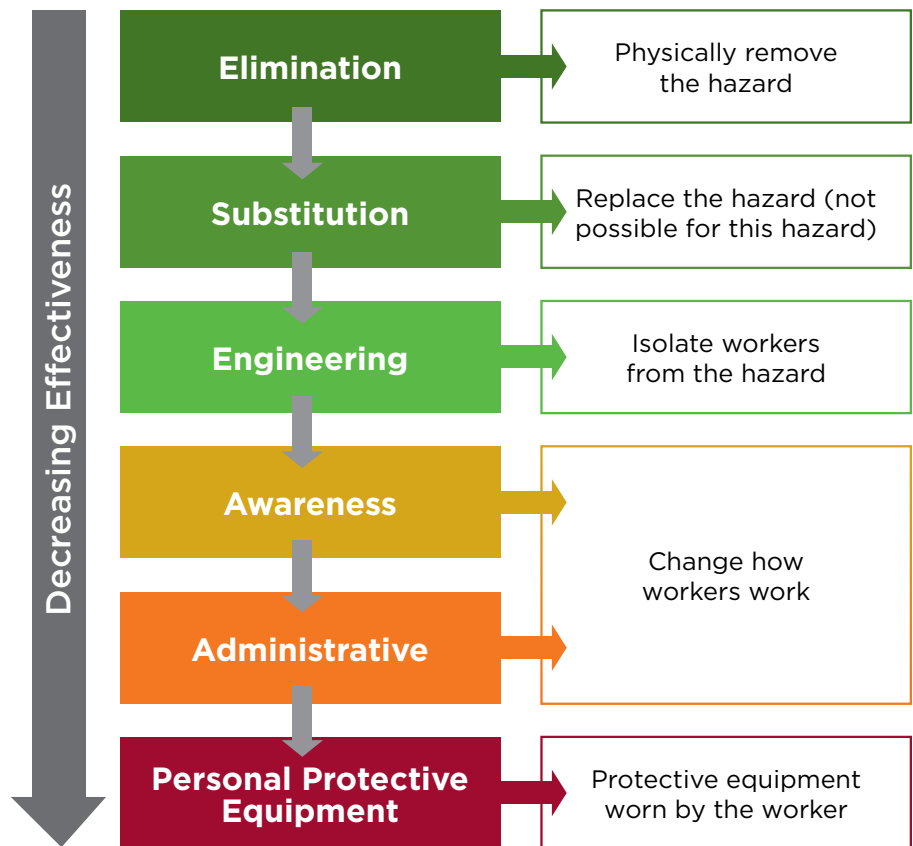 Decreasing Effectiveness
Elimination
Physically remove
the hazard
Substitution
Replace the hazard (not
possible for this hazard)
Engineering
Isolate workers
from the hazard
Awareness
Administrative
Change how
workers work
Personal Protective
Equipment
Protective equipment
worn by the worker